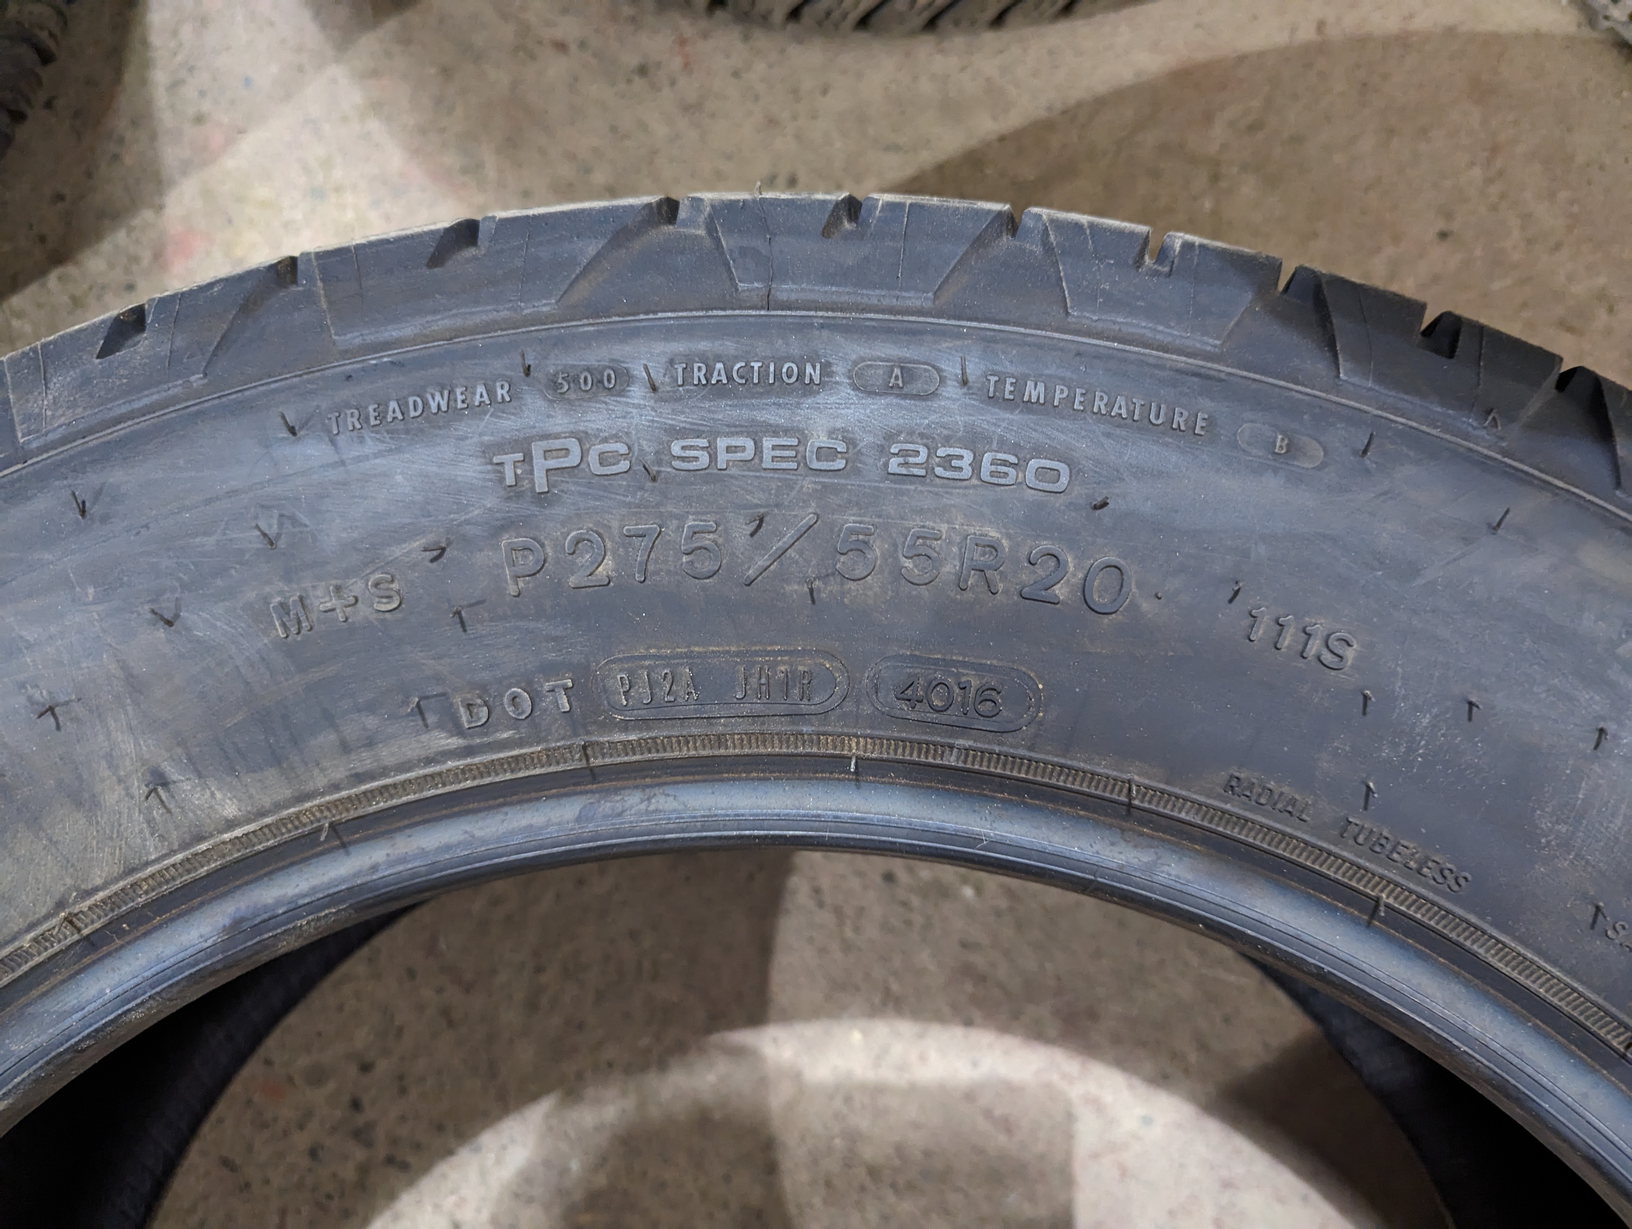 TREADWEAR 500 TRACTION A TEMPERATURE B
TPC SPEC 2360
P275/55R20
M+S
111S
DOT PJ2A JH1R 4016
RADIAL TUBELESS